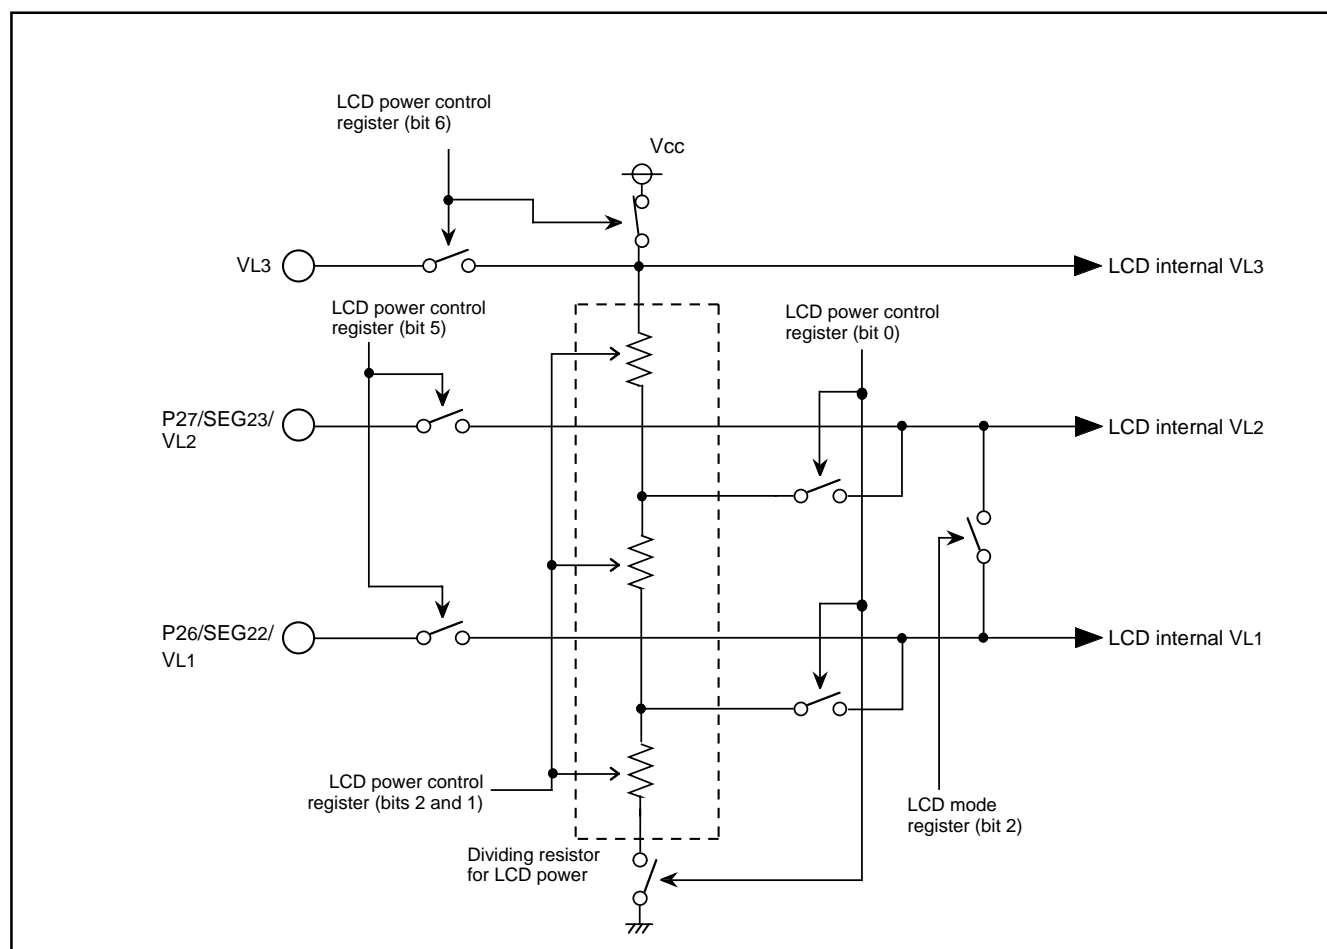 LCD power control
register (bit 6)
Vcc
VL3
LCD internal VL3
LCD power control
register (bit 5)
LCD power control
register (bit 0)
P27/SEG23/
VL2
LCD internal VL2
P26/SEG22/
VL1
LCD internal VL1
LCD power control
register (bits 2 and 1)
LCD mode
register (bit 2)
Dividing resistor
for LCD power